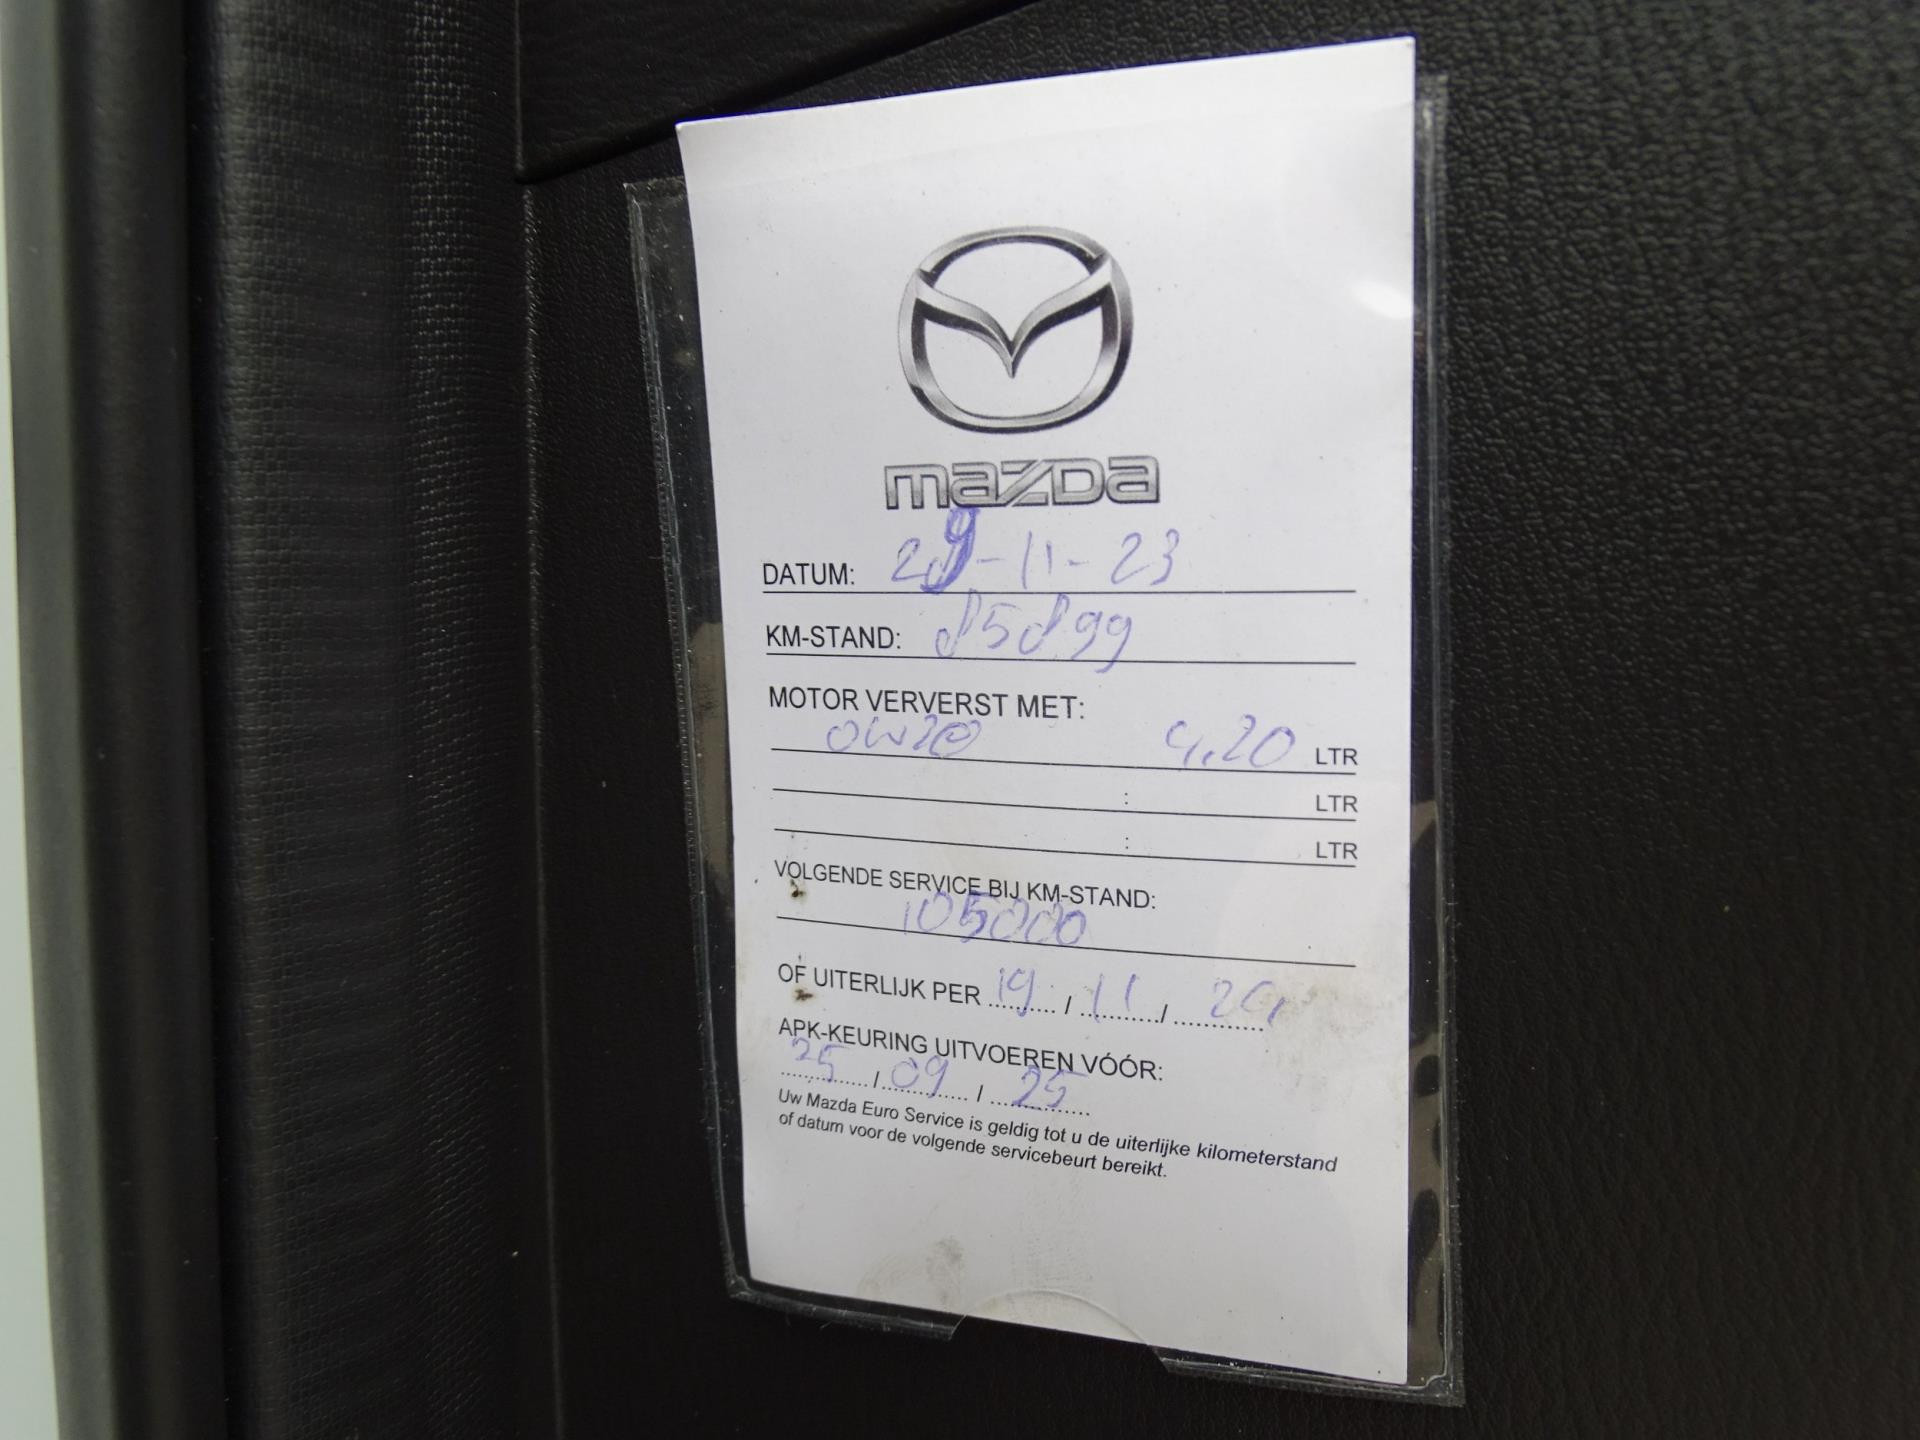 mazda
DATUM: 29-11-23
KM-STAND: 85899
MOTOR VERVERST MET:
0W20 4.20 LTR
: LTR
: LTR
VOLGENDE SERVICE BIJ KM-STAND:
105000
OF UITERLIJK PER 19 / 11 /
APK-KEURING UITVOEREN VÓÓR:
25 / 09 / 25
Uw Mazda Euro Service is geldig tot u de uiterlijke kilometerstand
of datum voor de volgende servicebeurt bereikt.